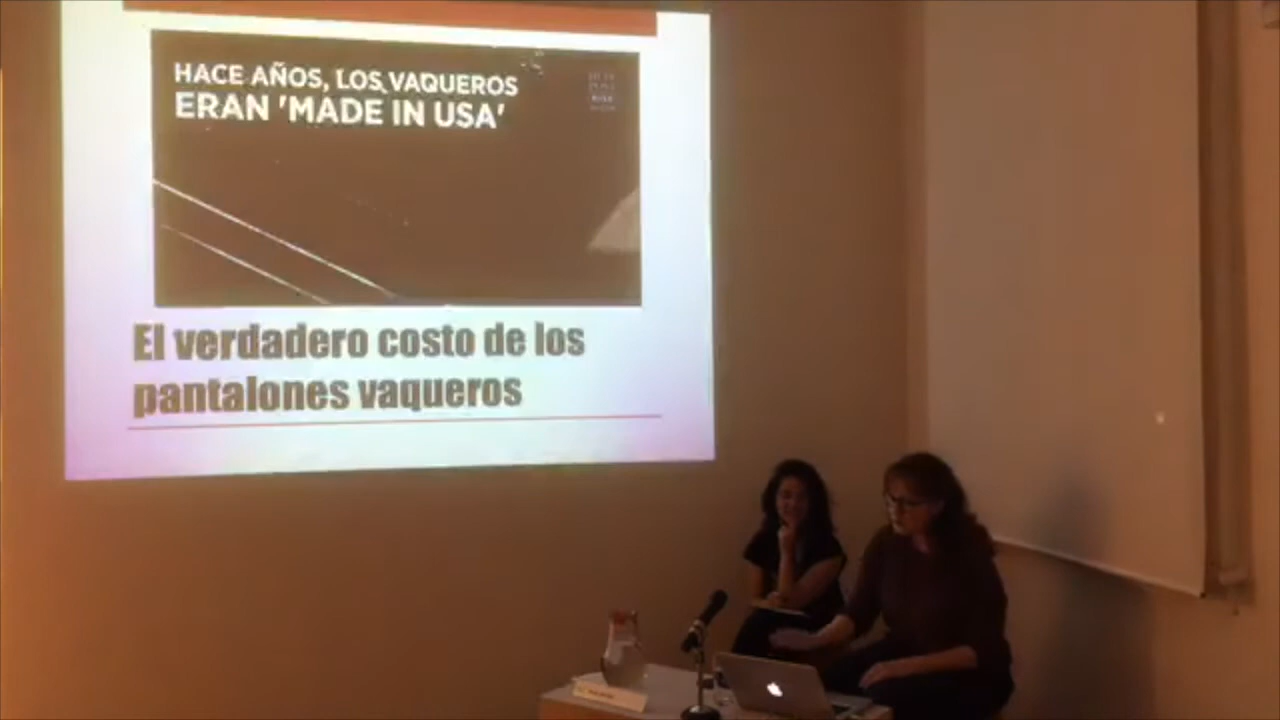 HACE AÑOS, LOS VAQUEROS
ERAN 'MADE IN USA'
El verdadero costo de los
pantalones vaqueros